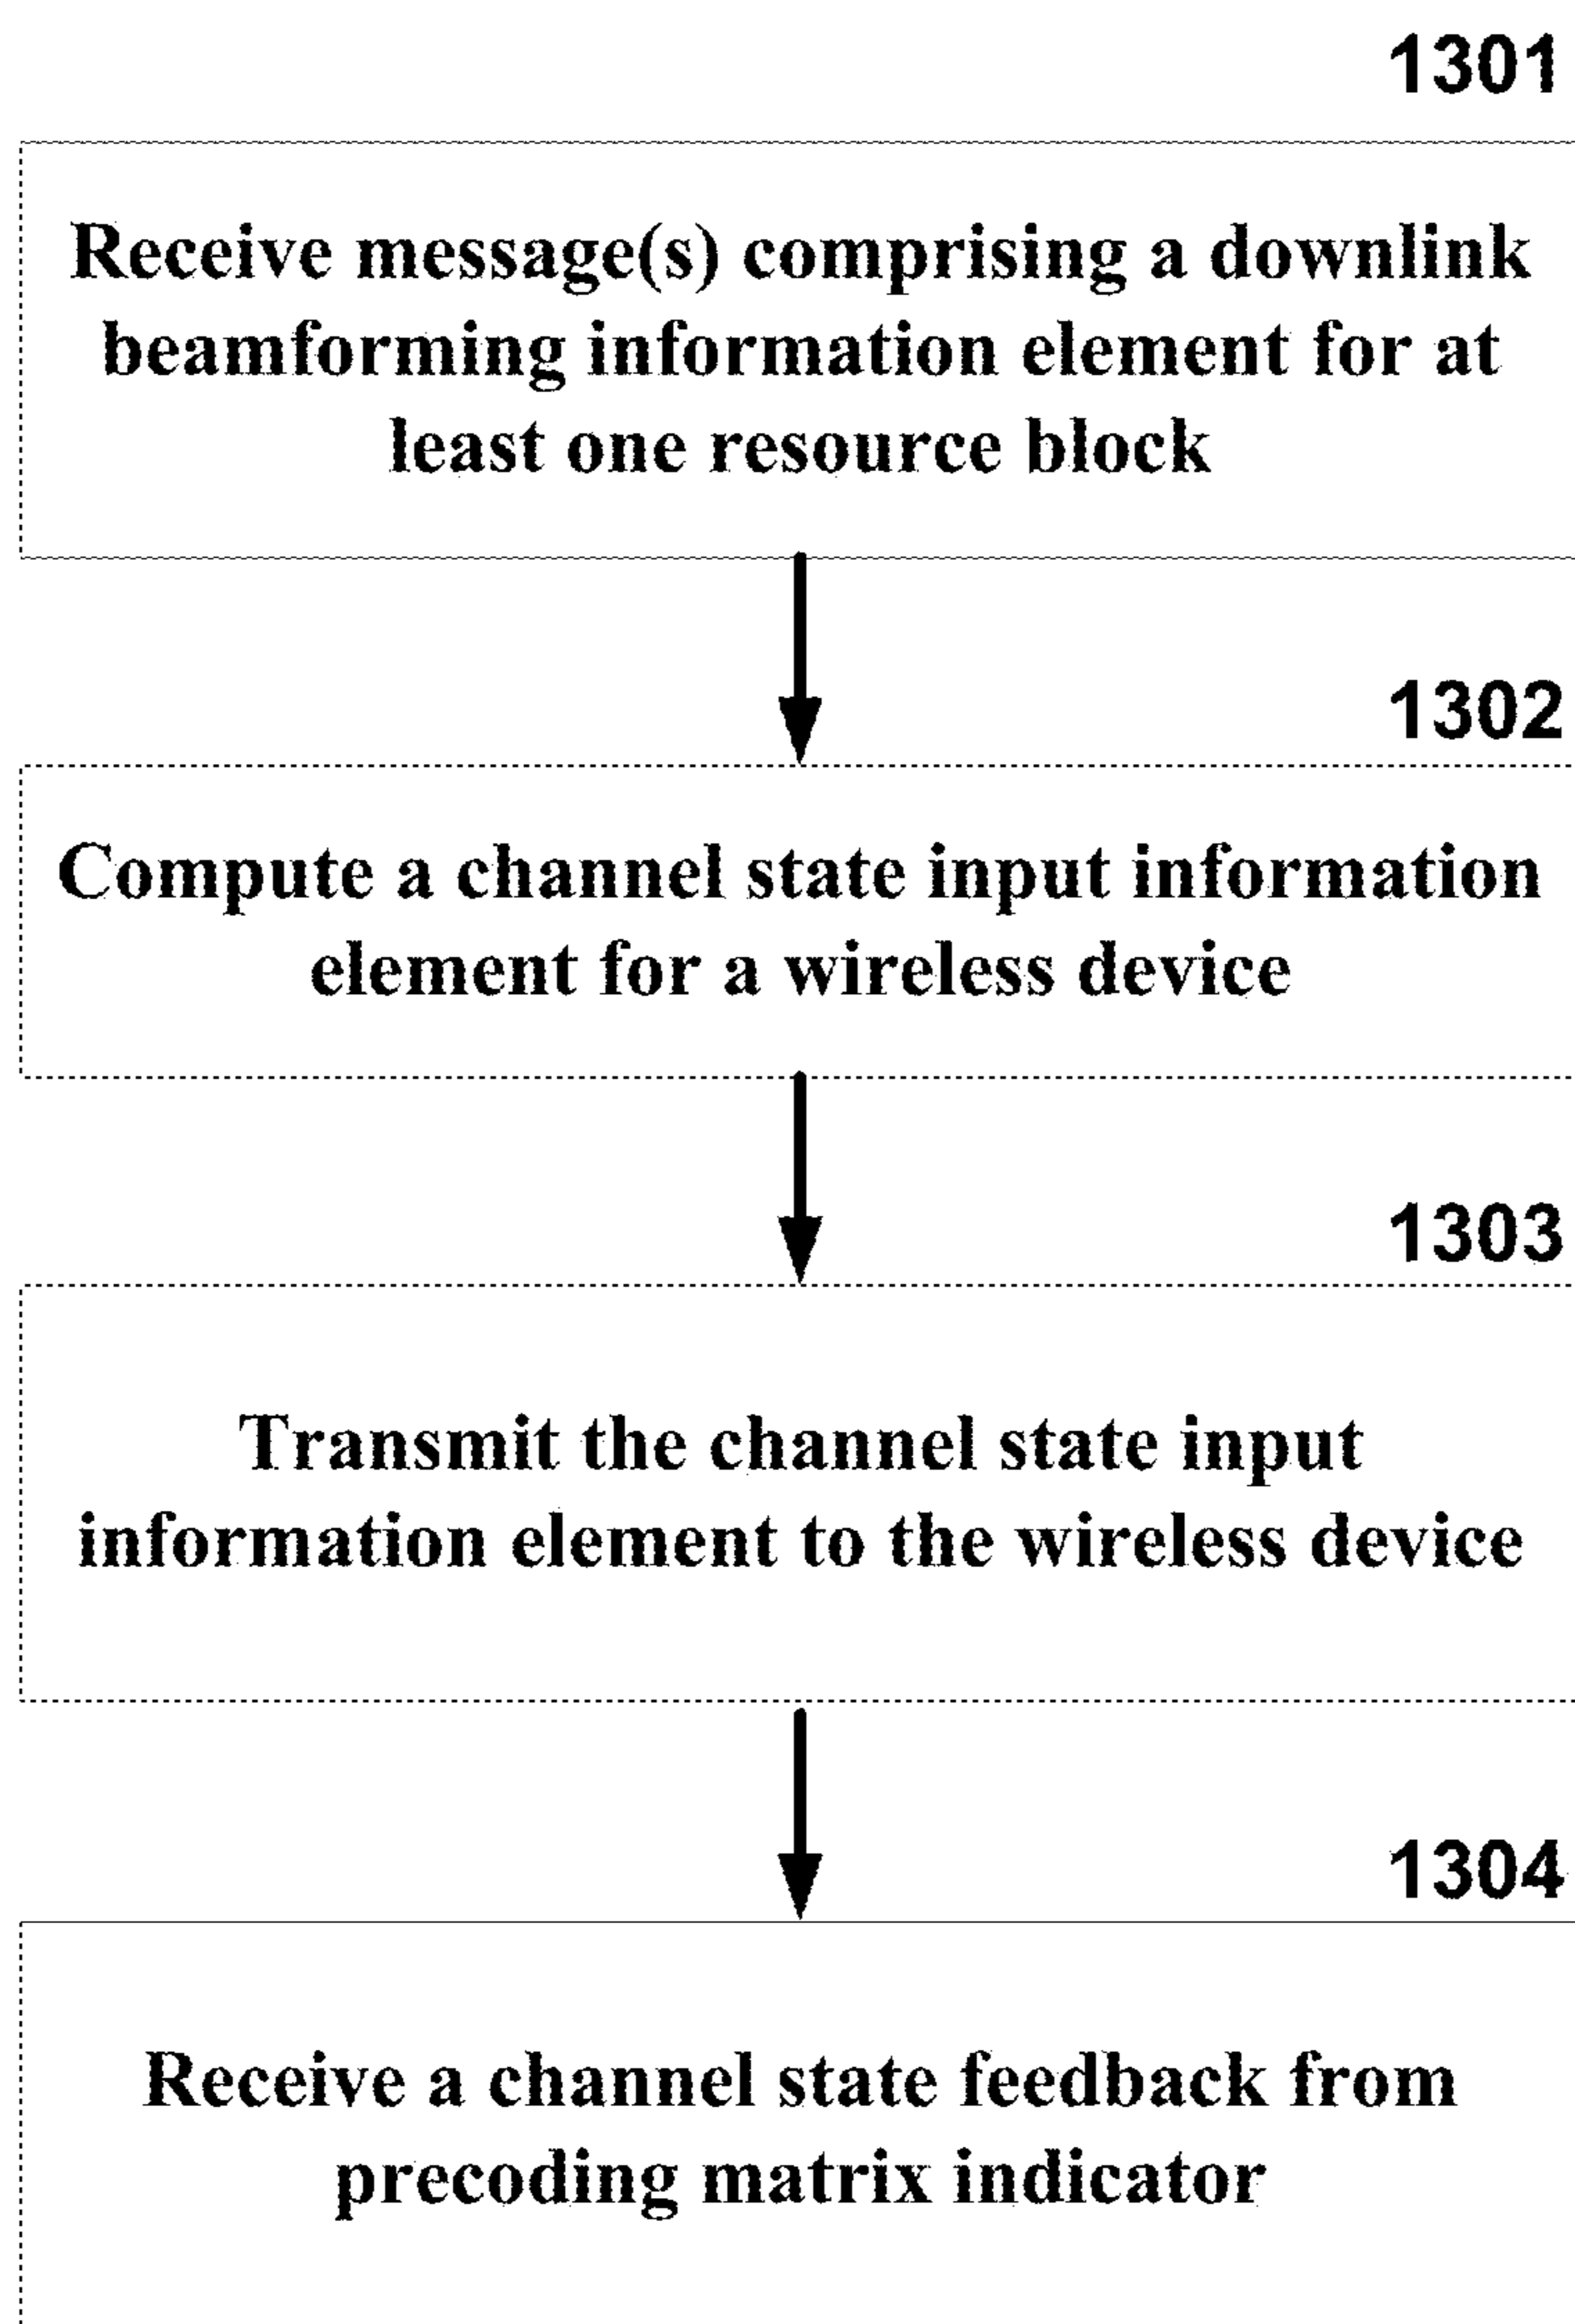 1301
Receive message(s) comprising a downlink
beamforming information element for at
least one resource block
1302
Compute a channel state input information
element for a wireless device
1303
Transmit the channel state input
information element to the wireless device
1304
Receive a channel state feedback from
precoding matrix indicator